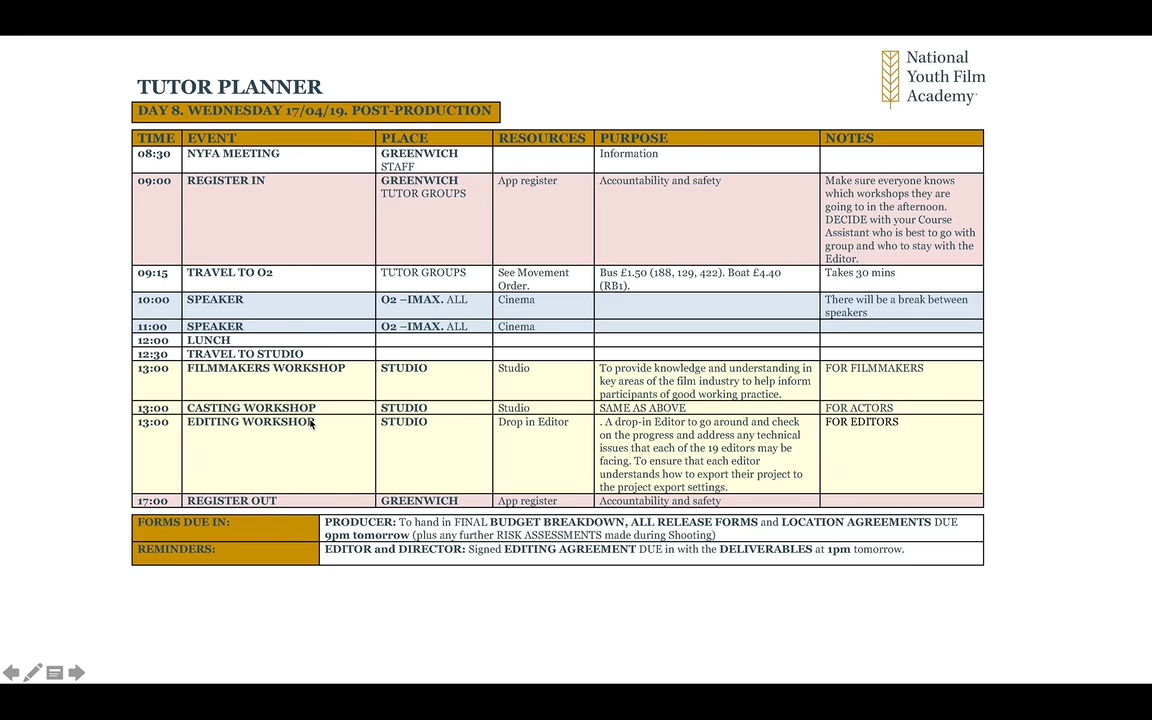 National
Youth Film
Academy
TUTOR PLANNER
DAY 8. WEDNESDAY 17/04/19. POST-PRODUCTION
TIME EVENT PLACE RESOURCES PURPOSE NOTES
08:30 NYFA MEETING GREENWICH Information
STAFF
09:00 REGISTER IN GREENWICH App register Accountability and safety Make sure everyone knows
TUTOR GROUPS which workshops they are
going to in the afternoon.
DECIDE with your Course
Assistant who is best to go with
group and who to stay with the
Editor.
09:15 TRAVEL TO O2 TUTOR GROUPS See Movement Bus £1.50 (188, 129, 422). Boat £4.40 Takes 30 mins
Order. (RB1).
10:00 SPEAKER O2 –IMAX. ALL Cinema There will be a break between
speakers
11:00 SPEAKER O2 –IMAX. ALL Cinema
12:00 LUNCH
12:30 TRAVEL TO STUDIO
13:00 FILMMAKERS WORKSHOP STUDIO Studio To provide knowledge and understanding in FOR FILMMAKERS
key areas of the film industry to help inform
participants of good working practice.
13:00 CASTING WORKSHOP STUDIO Studio SAME AS ABOVE FOR ACTORS
13:00 EDITING WORKSHOP STUDIO Drop in Editor . A drop-in Editor to go around and check FOR EDITORS
on the progress and address any technical
issues that each of the 19 editors may be
facing. To ensure that each editor
understands how to export their project to
the project export settings.
17:00 REGISTER OUT GREENWICH App register Accountability and safety
FORMS DUE IN: PRODUCER: To hand in FINAL BUDGET BREAKDOWN, ALL RELEASE FORMS and LOCATION AGREEMENTS DUE
9pm tomorrow (plus any further RISK ASSESSMENTS made during Shooting)
REMINDERS: EDITOR and DIRECTOR: Signed EDITING AGREEMENT DUE in with the DELIVERABLES at 1pm tomorrow.